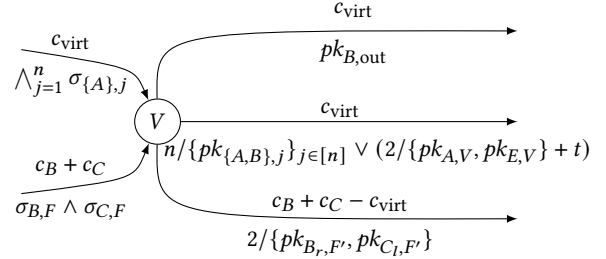 c_virt
c_virt
pk_{B,out}
⋀_{j=1}^{n} σ_{{A},j}
c_virt
V
n/{pk_{{A,B},j}}_{j∈[n]} ∨ (2/{pk_{A,V}, pk_{E,V}} + t)
c_B + c_C
σ_{B,F} ∧ σ_{C,F}
c_B + c_C − c_virt
2/{pk_{B_r,F′}, pk_{C_l,F′}}